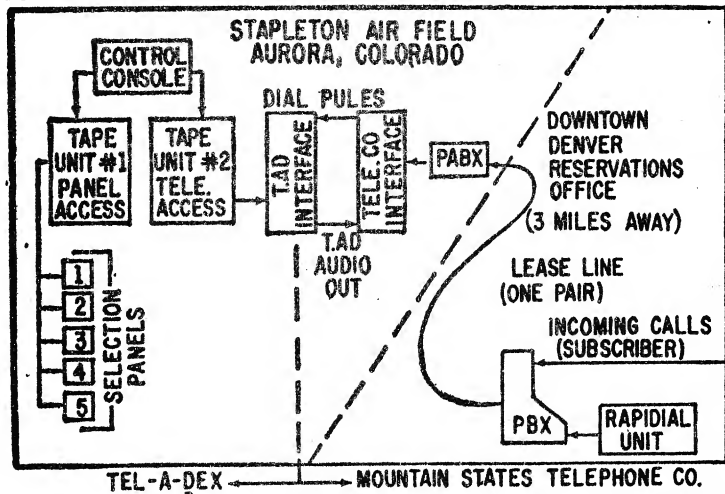 STAPLETON AIR FIELD
AURORA, COLORADO
CONTROL
CONSOLE
DIAL PULES
TAPE
UNIT #1
PANEL
ACCESS
TAPE
UNIT #2
TELE.
ACCESS
T.AD
INTERFACE
TELE. CO
INTERFACE
PABX
DOWNTOWN
DENVER
RESERVATIONS
OFFICE
(3 MILES AWAY)
T.AD
AUDIO
OUT
1
2
3
4
5
SELECTION
PANELS
LEASE LINE
(ONE PAIR)
INCOMING CALLS
(SUBSCRIBER)
PBX
RAPIDIAL
UNIT
TEL-A-DEX
MOUNTAIN STATES TELEPHONE CO.